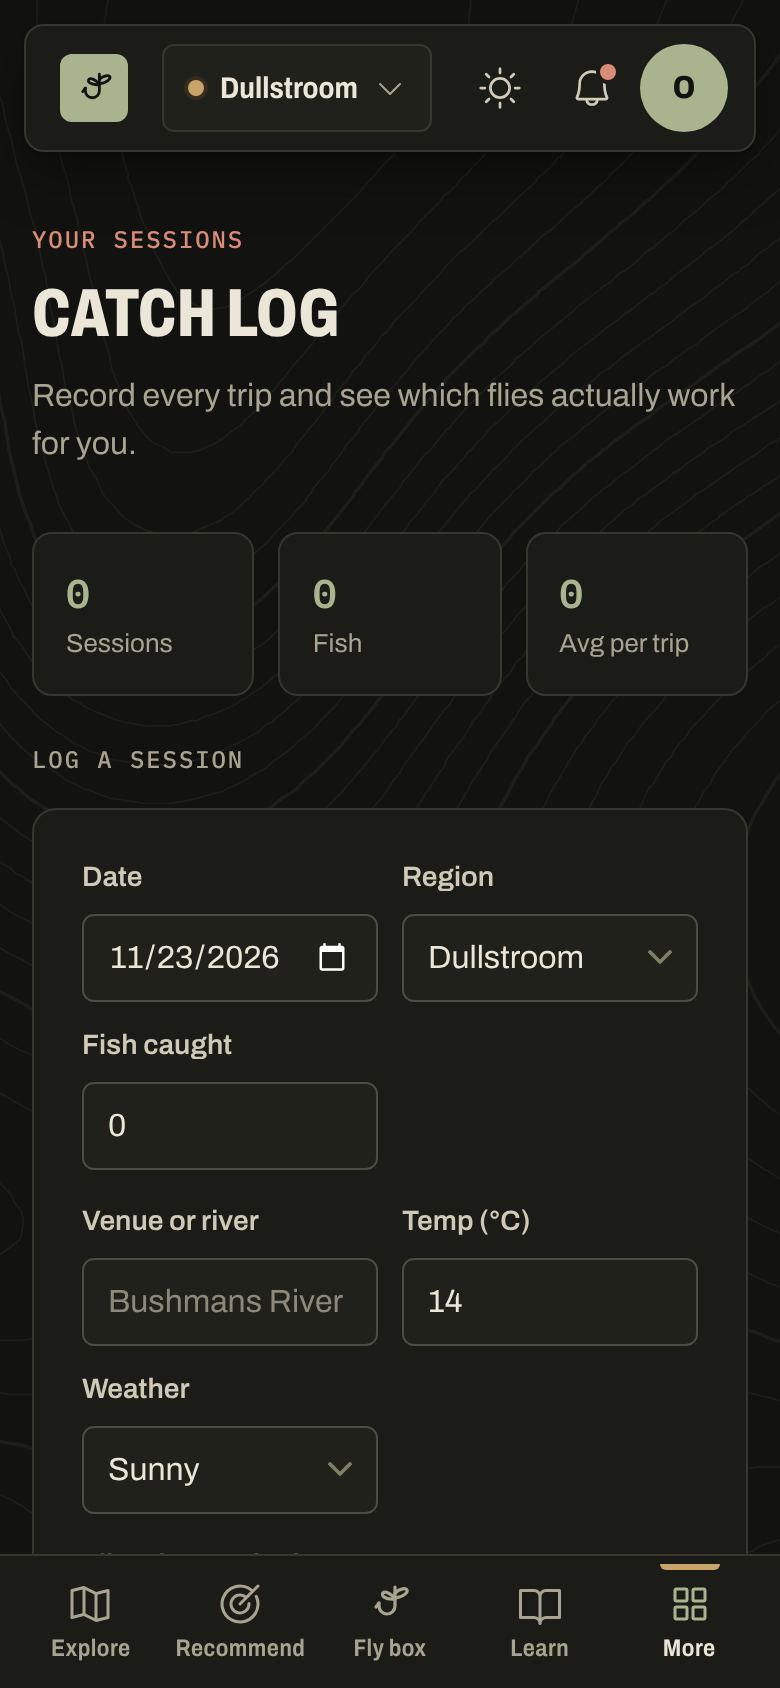 Dullstroom
O
YOUR SESSIONS
CATCH LOG
Record every trip and see which flies actually work
for you.
0
Sessions
0
Fish
0
Avg per trip
LOG A SESSION
Date
Region
11/23/2026
Dullstroom
Fish caught
0
Venue or river
Temp (°C)
Bushmans River
14
Weather
Sunny
Explore
Recommend
Fly box
Learn
More